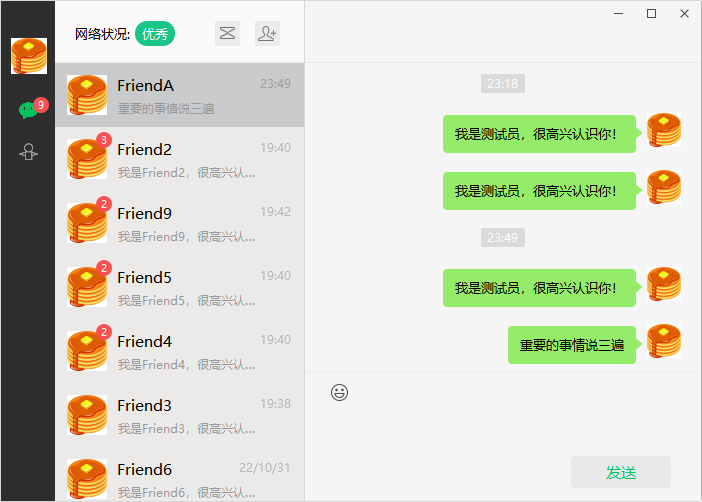 网络状况: 优秀
9
FriendA 23:49
重要的事情说三遍
3
Friend2 19:40
我是Friend2，很高兴认...
2
Friend9 19:42
我是Friend9，很高兴认...
2
Friend5 19:40
我是Friend5，很高兴认...
2
Friend4 19:40
我是Friend4，很高兴认...
Friend3 19:38
我是Friend3，很高兴认...
Friend6 22/10/31
我是Friend6，很高兴认...
23:18
我是测试员，很高兴认识你!
我是测试员，很高兴认识你!
23:49
我是测试员，很高兴认识你!
重要的事情说三遍
发送